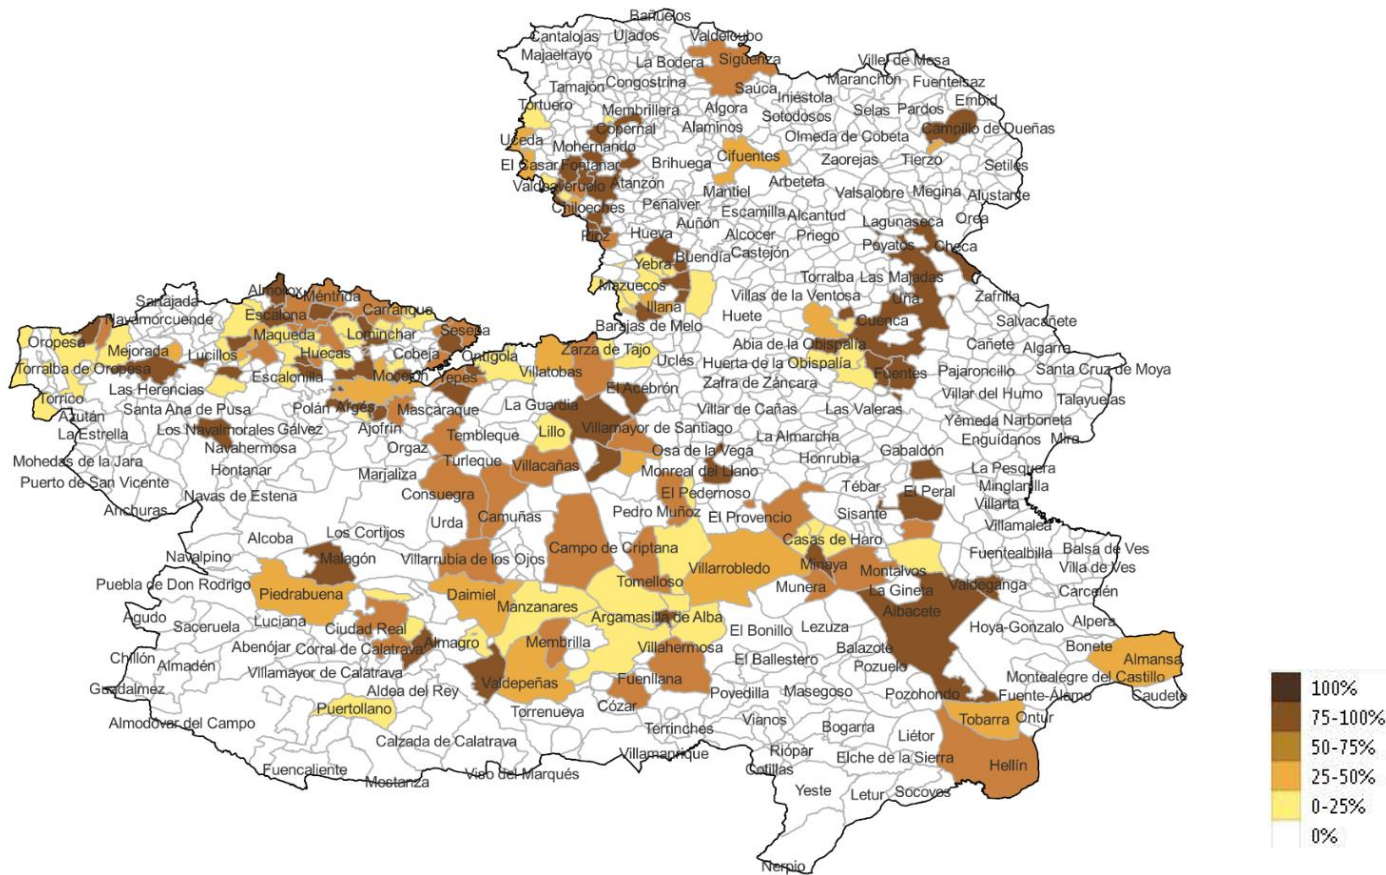 Bañuelos
Cantalojas Ujados Valdelcubo
Majaelrayo La Bodera Sigüenza Villel de Mesa
Tamajón Congostrina Saúca Maranchón Fuentelsaz
Tortuero Membrillera Algora Iniéstola Selas Pardos Embid
Copernal Alaminos Sotodosos Campillo de Dueñas
Uceda Mohernando Olmeda de Cobeta
El Casar Fontanar Brihuega Cifuentes Zaorejas Tierzo Setiles
Valdeaveruelo Atanzón Mantiel Arbeteta Valsalobre Megina Alustante
Chiloeches Peñalver Escamilla Alcantud Lagunaseca Orea
Pioz Hueva Auñón Alcocer Priego Poyatos Checa
Yebra Buendía Castejón
Mazuecos Torralba Las Majadas
Almorox Méntrida Illana Villas de la Ventosa Uña Zafrilla
Sartajada Carranque Huete
Navamorcuende Escalona Barajas de Melo Cuenca Salvacañete
Oropesa Maqueda Lominchar Seseña Abia de la Obispalía Cañete Algarra
Mejorada Lucillos Huecas Cobeja Ontígola Zarza de Tajo Uclés Huerta de la Obispalía
Torralba de Oropesa Escalonilla Mocejón Yepes Villatobas Fuentes Pajaroncillo Santa Cruz de Moya
Las Herencias El Acebrón Zafra de Záncara
Torrico Polán Argés Mascaraque La Guardia Villar del Humo Talayuelas
Azután Santa Ana de Pusa Villar de Cañas Las Valeras
La Estrella Los Navalmorales Gálvez Ajofrín Tembleque Lillo Villamayor de Santiago Yémeda Narboneta
Navahermosa Orgaz La Almarcha Enguídanos Mira
Mohedas de la Jara Hontanar Marjaliza Turleque Villacañas Osa de la Vega Honrubia Gabaldón
Puerto de San Vicente Monreal del Llano La Pesquera
Navas de Estena Consuegra El Pedernoso Tébar El Peral Minglanilla
Anchuras Urda Camuñas Pedro Muñoz El Provencio Sisante Villarta
Alcoba Los Cortijos Casas de Haro Villamalea
Navalpino Malagón Villarrubia de los Ojos Campo de Criptana Fuentealbilla Balsa de Ves
Puebla de Don Rodrigo Piedrabuena Tomelloso Villarrobledo Minaya Montalvos Villa de Ves
Agudo Luciana Daimiel Manzanares Munera La Gineta Valdeganga Carcelén
Saceruela Ciudad Real Argamasilla de Alba Albacete
Abenójar Corral de Calatrava Almagro Membrilla Villahermosa El Bonillo Lezuza Hoya-Gonzalo Alpera
Chillón Almadén Balazote Bonete
Villamayor de Calatrava El Ballestero Pozuelo Almansa
Guadalmez Aldea del Rey Valdepeñas Fuenllana Montealegre del Castillo
Puertollano Cózar Povedilla Masegoso Pozohondo Fuente-Álamo Caudete
Almodóvar del Campo Torrenueva Vianos Tobarra Ontur
Terrinches Bogarra Liétor
Calzada de Calatrava Villamanrique Riópar Elche de la Sierra
Fuencaliente Viso del Marqués Cotillas Hellín
Mostanza Yeste Letur Socovos
Nerpio
100%
75-100%
50-75%
25-50%
0-25%
0%